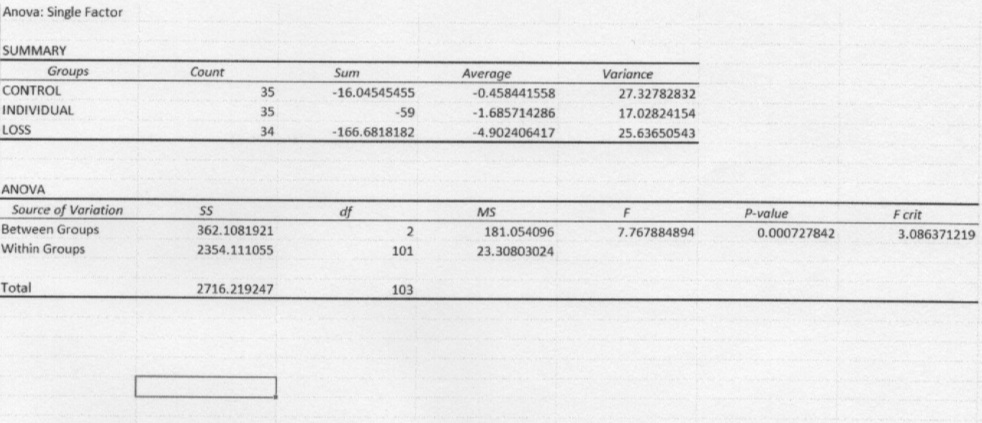 Anova: Single Factor
SUMMARY
Groups Count Sum Average Variance
CONTROL 35 -16.04545455 -0.458441558 27.32782832
INDIVIDUAL 35 -59 -1.685714286 17.02824154
LOSS 34 -166.6818182 -4.902406417 25.63650543
ANOVA
Source of Variation SS df MS F P-value F crit
Between Groups 362.1081921 2 181.054096 7.767884894 0.000727842 3.086371219
Within Groups 2354.111055 101 23.30803024
Total 2716.219247 103